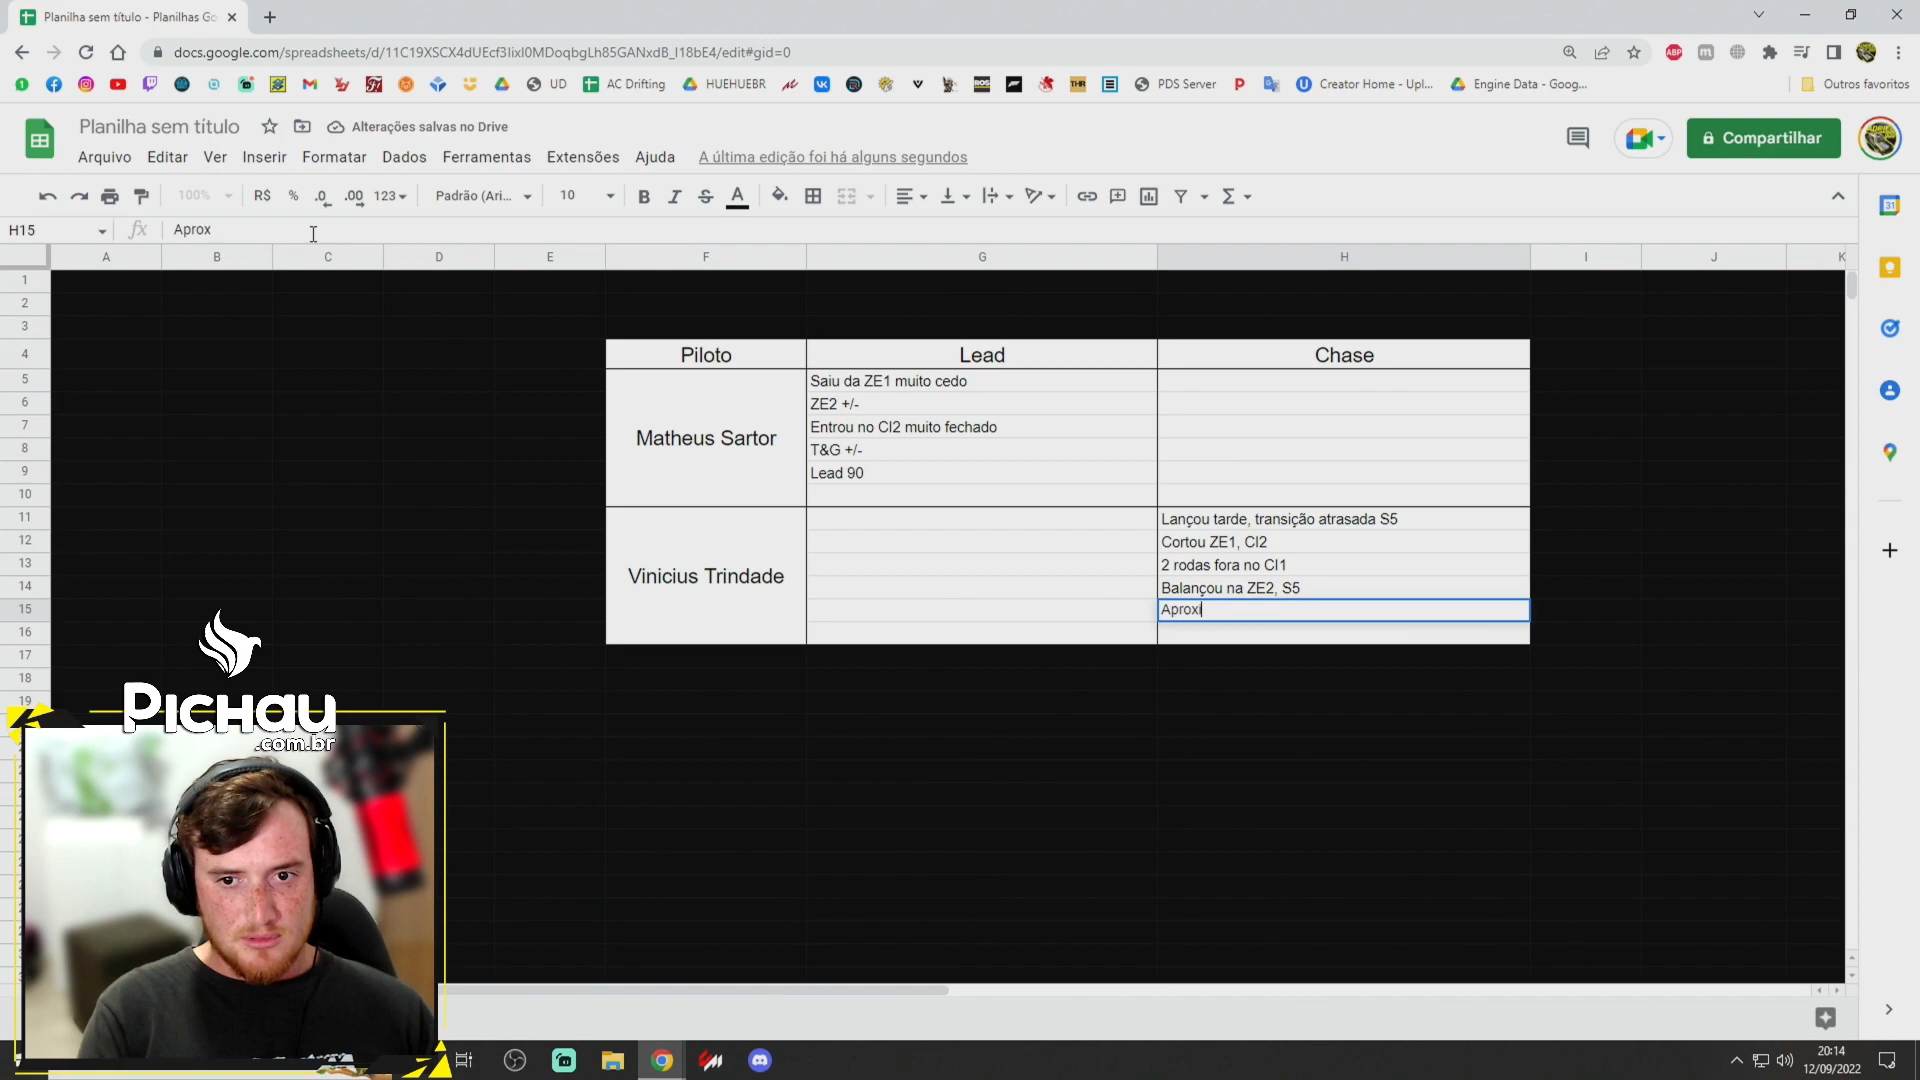 Planilha sem título - Planilhas Go
docs.google.com/spreadsheets/d/11C19XSCX4dUEcf3lixI0MDoqbgLh85GANxdB_I18bE4/edit#gid=0
UD
AC Drifting
HUEHUEBR
PDS Server
Creator Home - Upl...
Engine Data - Goog...
Outros favoritos
Planilha sem título
Alterações salvas no Drive
Compartilhar
Arquivo Editar Ver Inserir Formatar Dados Ferramentas Extensões Ajuda A última edição foi há alguns segundos
100% R$ % .0 .00 123 Padrão (Ari... 10 B I S A
H15 fx Aprox
A B C D E F G H I J K
1
2
3
4 Piloto Lead Chase
5 Saiu da ZE1 muito cedo
6 ZE2 +/-
7 Entrou no CI2 muito fechado
8 T&G +/-
9 Lead 90
Matheus Sartor
10
11 Lançou tarde, transição atrasada S5
12 Cortou ZE1, CI2
13 2 rodas fora no CI1
14 Balançou na ZE2, S5
Vinicius Trindade
15 Aproxi
16
17
18
19
PICHAU
.com.br
20:14
12/09/2022